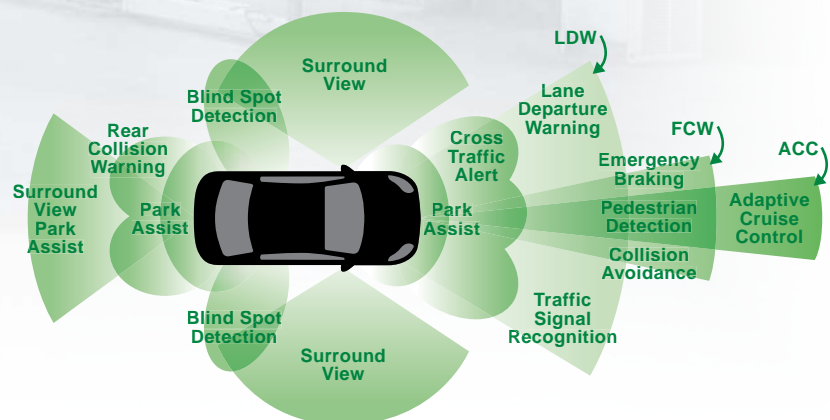 LDW
Surround
View
Lane
Departure
Warning
Blind Spot
Detection
FCW
Rear
Collision
Warning
Cross
Traffic
Alert
ACC
Emergency
Braking
Surround
View
Park
Assist
Park
Assist
Park
Assist
Pedestrian
Detection
Adaptive
Cruise
Control
Collision
Avoidance
Traffic
Signal
Recognition
Blind Spot
Detection
Surround
View